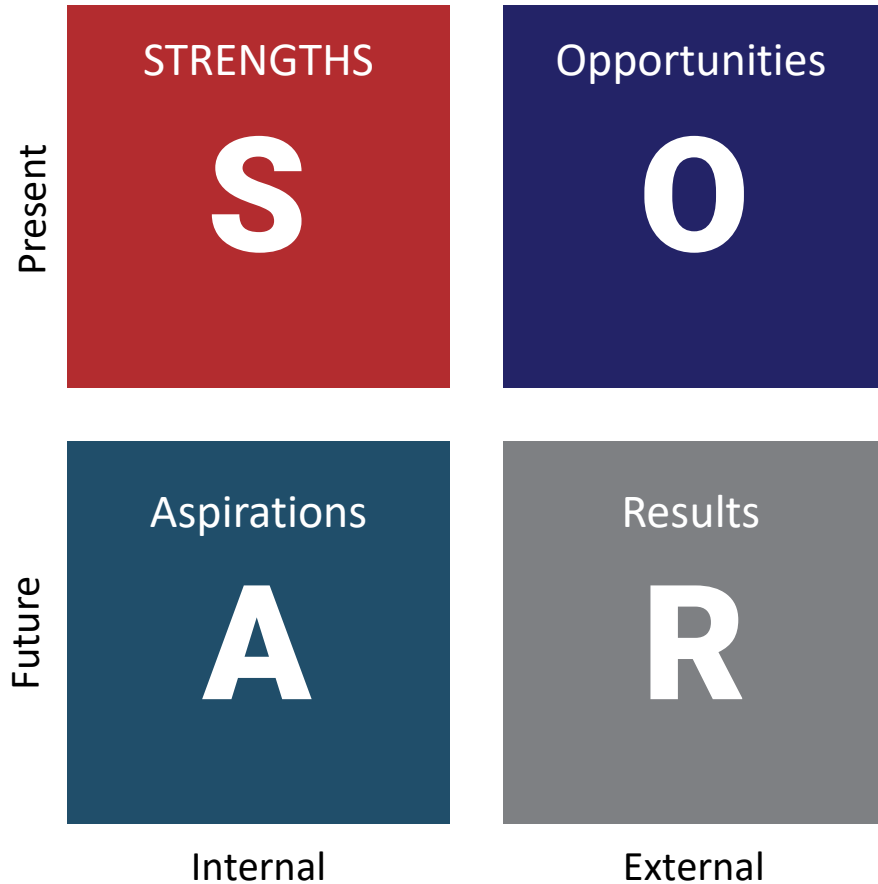 Present
STRENGTHS
S
Opportunities
O
Future
Aspirations
A
Results
R
Internal
External